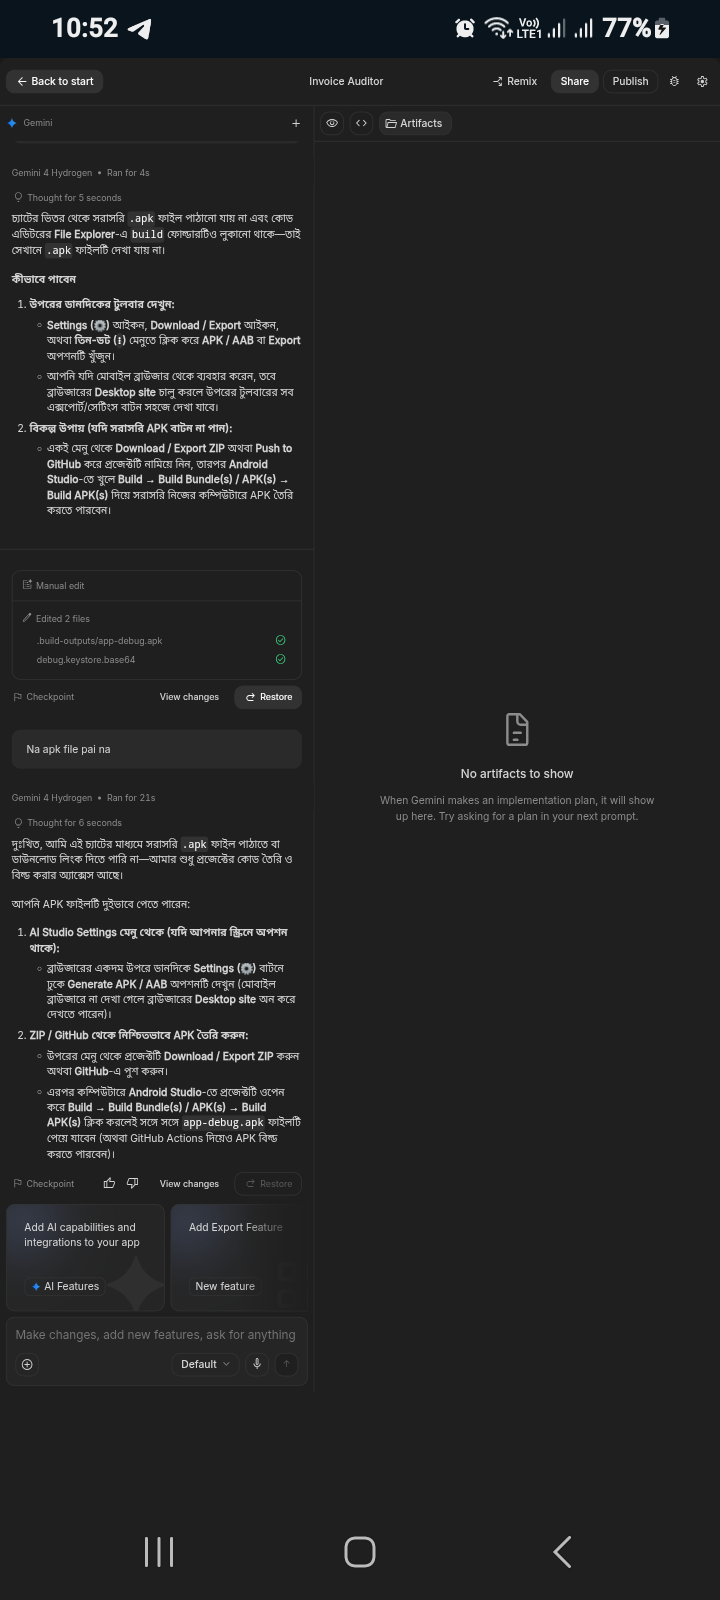 10:52
Vo))
LTE1
77%
Back to start
Invoice Auditor
Remix
Share
Publish
Gemini
Artifacts
Gemini 4 Hydrogen • Ran for 4s
Thought for 5 seconds
চ্যাটের ভিতর থেকে সরাসরি .apk ফাইল পাঠানো যায় না এবং কোড
এডিটরের File Explorer-এ build ফোল্ডারটিও লুকানো থাকে—তাই
সেখানে .apk ফাইলটি দেখা যায় না।
কীভাবে পাবেন
1. উপরের ডানদিকের টুলবার দেখুন:
◦ Settings (⚙️) আইকন, Download / Export আইকন,
অথবা তিন-ডট (⋮) মেনুতে ক্লিক করে APK / AAB বা Export
অপশনটি খুঁজুন।
◦ আপনি যদি মোবাইল ব্রাউজার থেকে ব্যবহার করেন, তবে
ব্রাউজারের Desktop site চালু করলে উপরের টুলবারের সব
এক্সপোর্ট/সেটিংস বাটন সহজে দেখা যাবে।
2. বিকল্প উপায় (যদি সরাসরি APK বাটন না পান):
◦ একই মেনু থেকে Download / Export ZIP অথবা Push to
GitHub করে প্রজেক্টটি নামিয়ে নিন, তারপর Android
Studio-তে খুলে Build → Build Bundle(s) / APK(s) →
Build APK(s) দিয়ে সরাসরি নিজের কম্পিউটারে APK তৈরি
করতে পারবেন।
Manual edit
Edited 2 files
.build-outputs/app-debug.apk
debug.keystore.base64
Checkpoint
View changes
Restore
Na apk file pai na
Gemini 4 Hydrogen • Ran for 21s
Thought for 6 seconds
দুঃখিত, আমি এই চ্যাটের মাধ্যমে সরাসরি .apk ফাইল পাঠাতে বা
ডাউনলোড লিংক দিতে পারি না—আমার শুধু প্রজেক্টের কোড তৈরি ও
বিল্ড করার অ্যাক্সেস আছে।
আপনি APK ফাইলটি দুইভাবে পেতে পারেন:
1. AI Studio Settings মেনু থেকে (যদি আপনার স্ক্রিনে অপশন
থাকে):
◦ ব্রাউজারের একদম উপরে ডানদিকে Settings (⚙️) বাটনে
ঢুকে Generate APK / AAB অপশনটি দেখুন (মোবাইল
ব্রাউজারে না দেখা গেলে ব্রাউজারের Desktop site অন করে
দেখতে পারেন)।
2. ZIP / GitHub থেকে নিশ্চিতভাবে APK তৈরি করুন:
◦ উপরের মেনু থেকে প্রজেক্টটি Download / Export ZIP করুন
অথবা GitHub-এ পুশ করুন।
◦ এরপর কম্পিউটারে Android Studio-তে প্রজেক্টটি ওপেন
করে Build → Build Bundle(s) / APK(s) → Build
APK(s) ক্লিক করলেই সঙ্গে সঙ্গে app-debug.apk ফাইলটি
পেয়ে যাবেন (অথবা GitHub Actions দিয়েও APK বিল্ড
করতে পারবেন)।
Checkpoint
View changes
Restore
Add AI capabilities and
integrations to your app
AI Features
Add Export Feature
New feature
Make changes, add new features, ask for anything
Default
No artifacts to show
When Gemini makes an implementation plan, it will show
up here. Try asking for a plan in your next prompt.